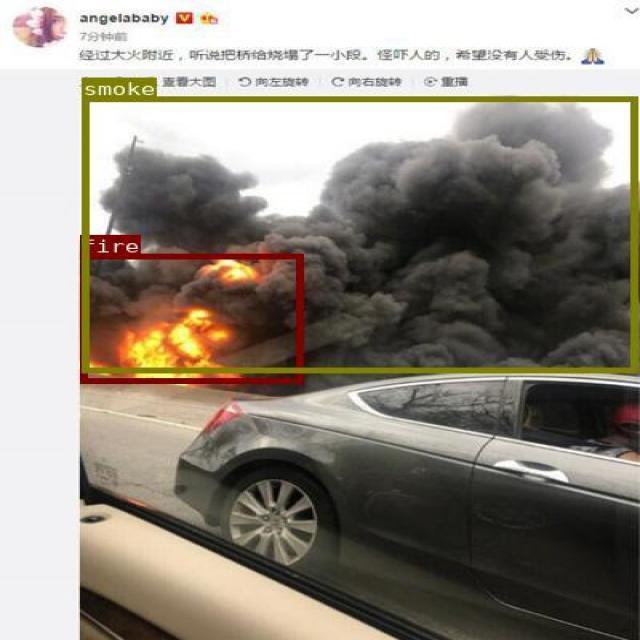 angelababy
7分钟前
经过大火附近，听说把桥给烧塌了一小段。怪吓人的，希望没有人受伤。
查看大图 向左旋转 向右旋转 重播
smoke
fire